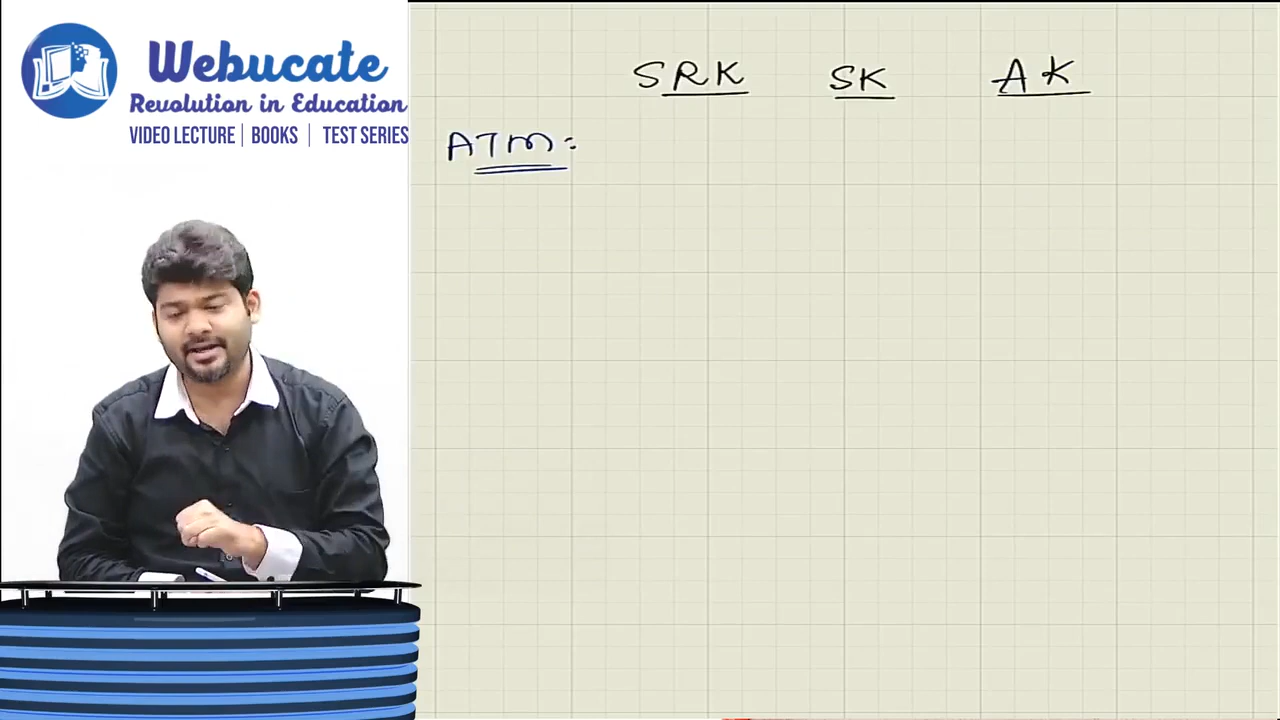 Webucate
Revolution in Education
VIDEO LECTURE | BOOKS | TEST SERIES
SRK SK AK
ATM: